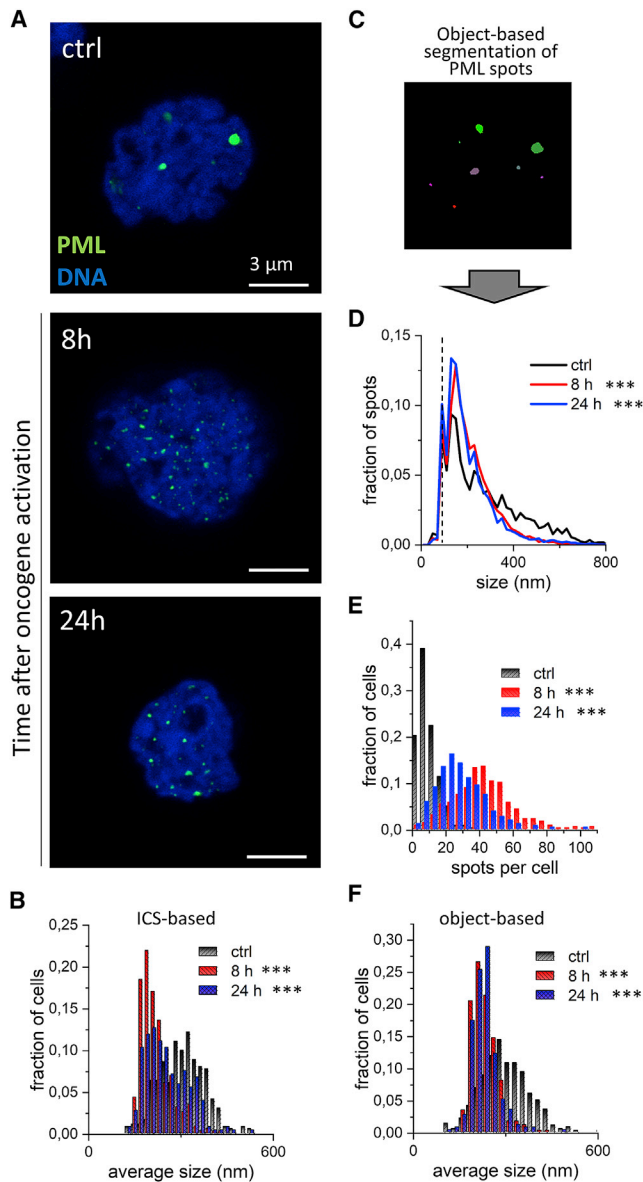 A
ctrl
PML
DNA
3 µm
Time after oncogene activation
8h
24h
B
ICS-based
0,25
0,20
0,15
0,10
0,05
0,00
fraction of cells
ctrl
8 h ***
24 h ***
0
600
average size (nm)
C
Object-based
segmentation of
PML spots
D
0,15
0,10
0,05
0,00
fraction of spots
ctrl
8 h ***
24 h ***
0
400
800
size (nm)
E
0,4
0,3
0,2
0,1
0,0
fraction of cells
ctrl
8 h ***
24 h ***
0
20
40
60
80
100
spots per cell
F
object-based
0,30
0,25
0,20
0,15
0,10
0,05
0,00
fraction of cells
ctrl
8 h ***
24 h ***
0
600
average size (nm)